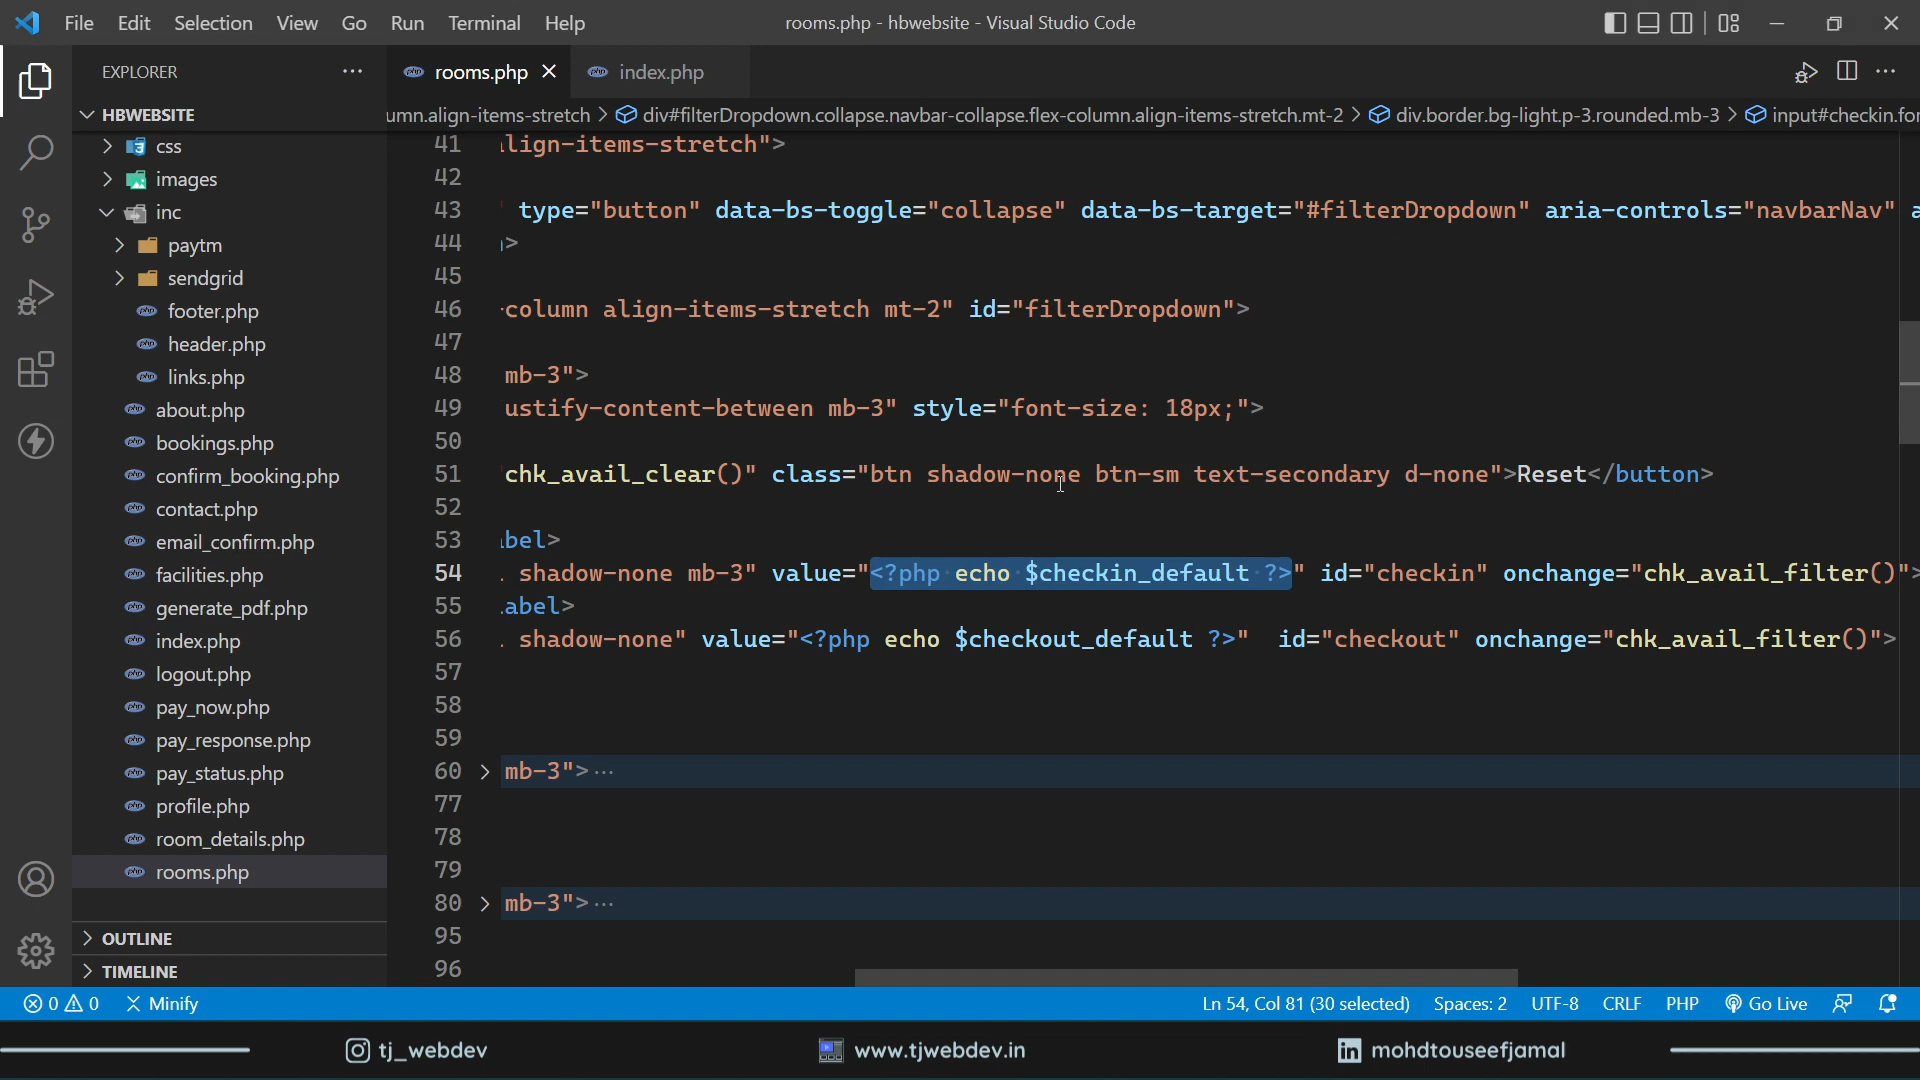 File Edit Selection View Go Run Terminal Help rooms.php - hbwebsite - Visual Studio Code
EXPLORER
rooms.php index.php
HBWEBSITE
umn.align-items-stretch > div#filterDropdown.collapse.navbar-collapse.flex-column.align-items-stretch.mt-2 > div.border.bg-light.p-3.rounded.mb-3 > input#checkin.for
css
images
inc
paytm
sendgrid
footer.php
header.php
links.php
about.php
bookings.php
confirm_booking.php
contact.php
email_confirm.php
facilities.php
generate_pdf.php
index.php
logout.php
pay_now.php
pay_response.php
pay_status.php
profile.php
room_details.php
rooms.php
OUTLINE
TIMELINE
41 lign-items-stretch">
42
43 " type="button" data-bs-toggle="collapse" data-bs-target="#filterDropdown" aria-controls="navbarNav" a
44 >
45
46 -column align-items-stretch mt-2" id="filterDropdown">
47
48 mb-3">
49 ustify-content-between mb-3" style="font-size: 18px;">
50
51 "chk_avail_clear()" class="btn shadow-none btn-sm text-secondary d-none">Reset</button>
52
53 bel>
54 shadow-none mb-3" value="<?php echo $checkin_default ?>" id="checkin" onchange="chk_avail_filter()">
55 abel>
56 shadow-none" value="<?php echo $checkout_default ?>"  id="checkout" onchange="chk_avail_filter()">
57
58
59
60 mb-3">···
77
78
79
80 mb-3">···
95
96
0 0 Minify Ln 54, Col 81 (30 selected) Spaces: 2 UTF-8 CRLF PHP Go Live
tj_webdev www.tjwebdev.in mohdtouseefjamal